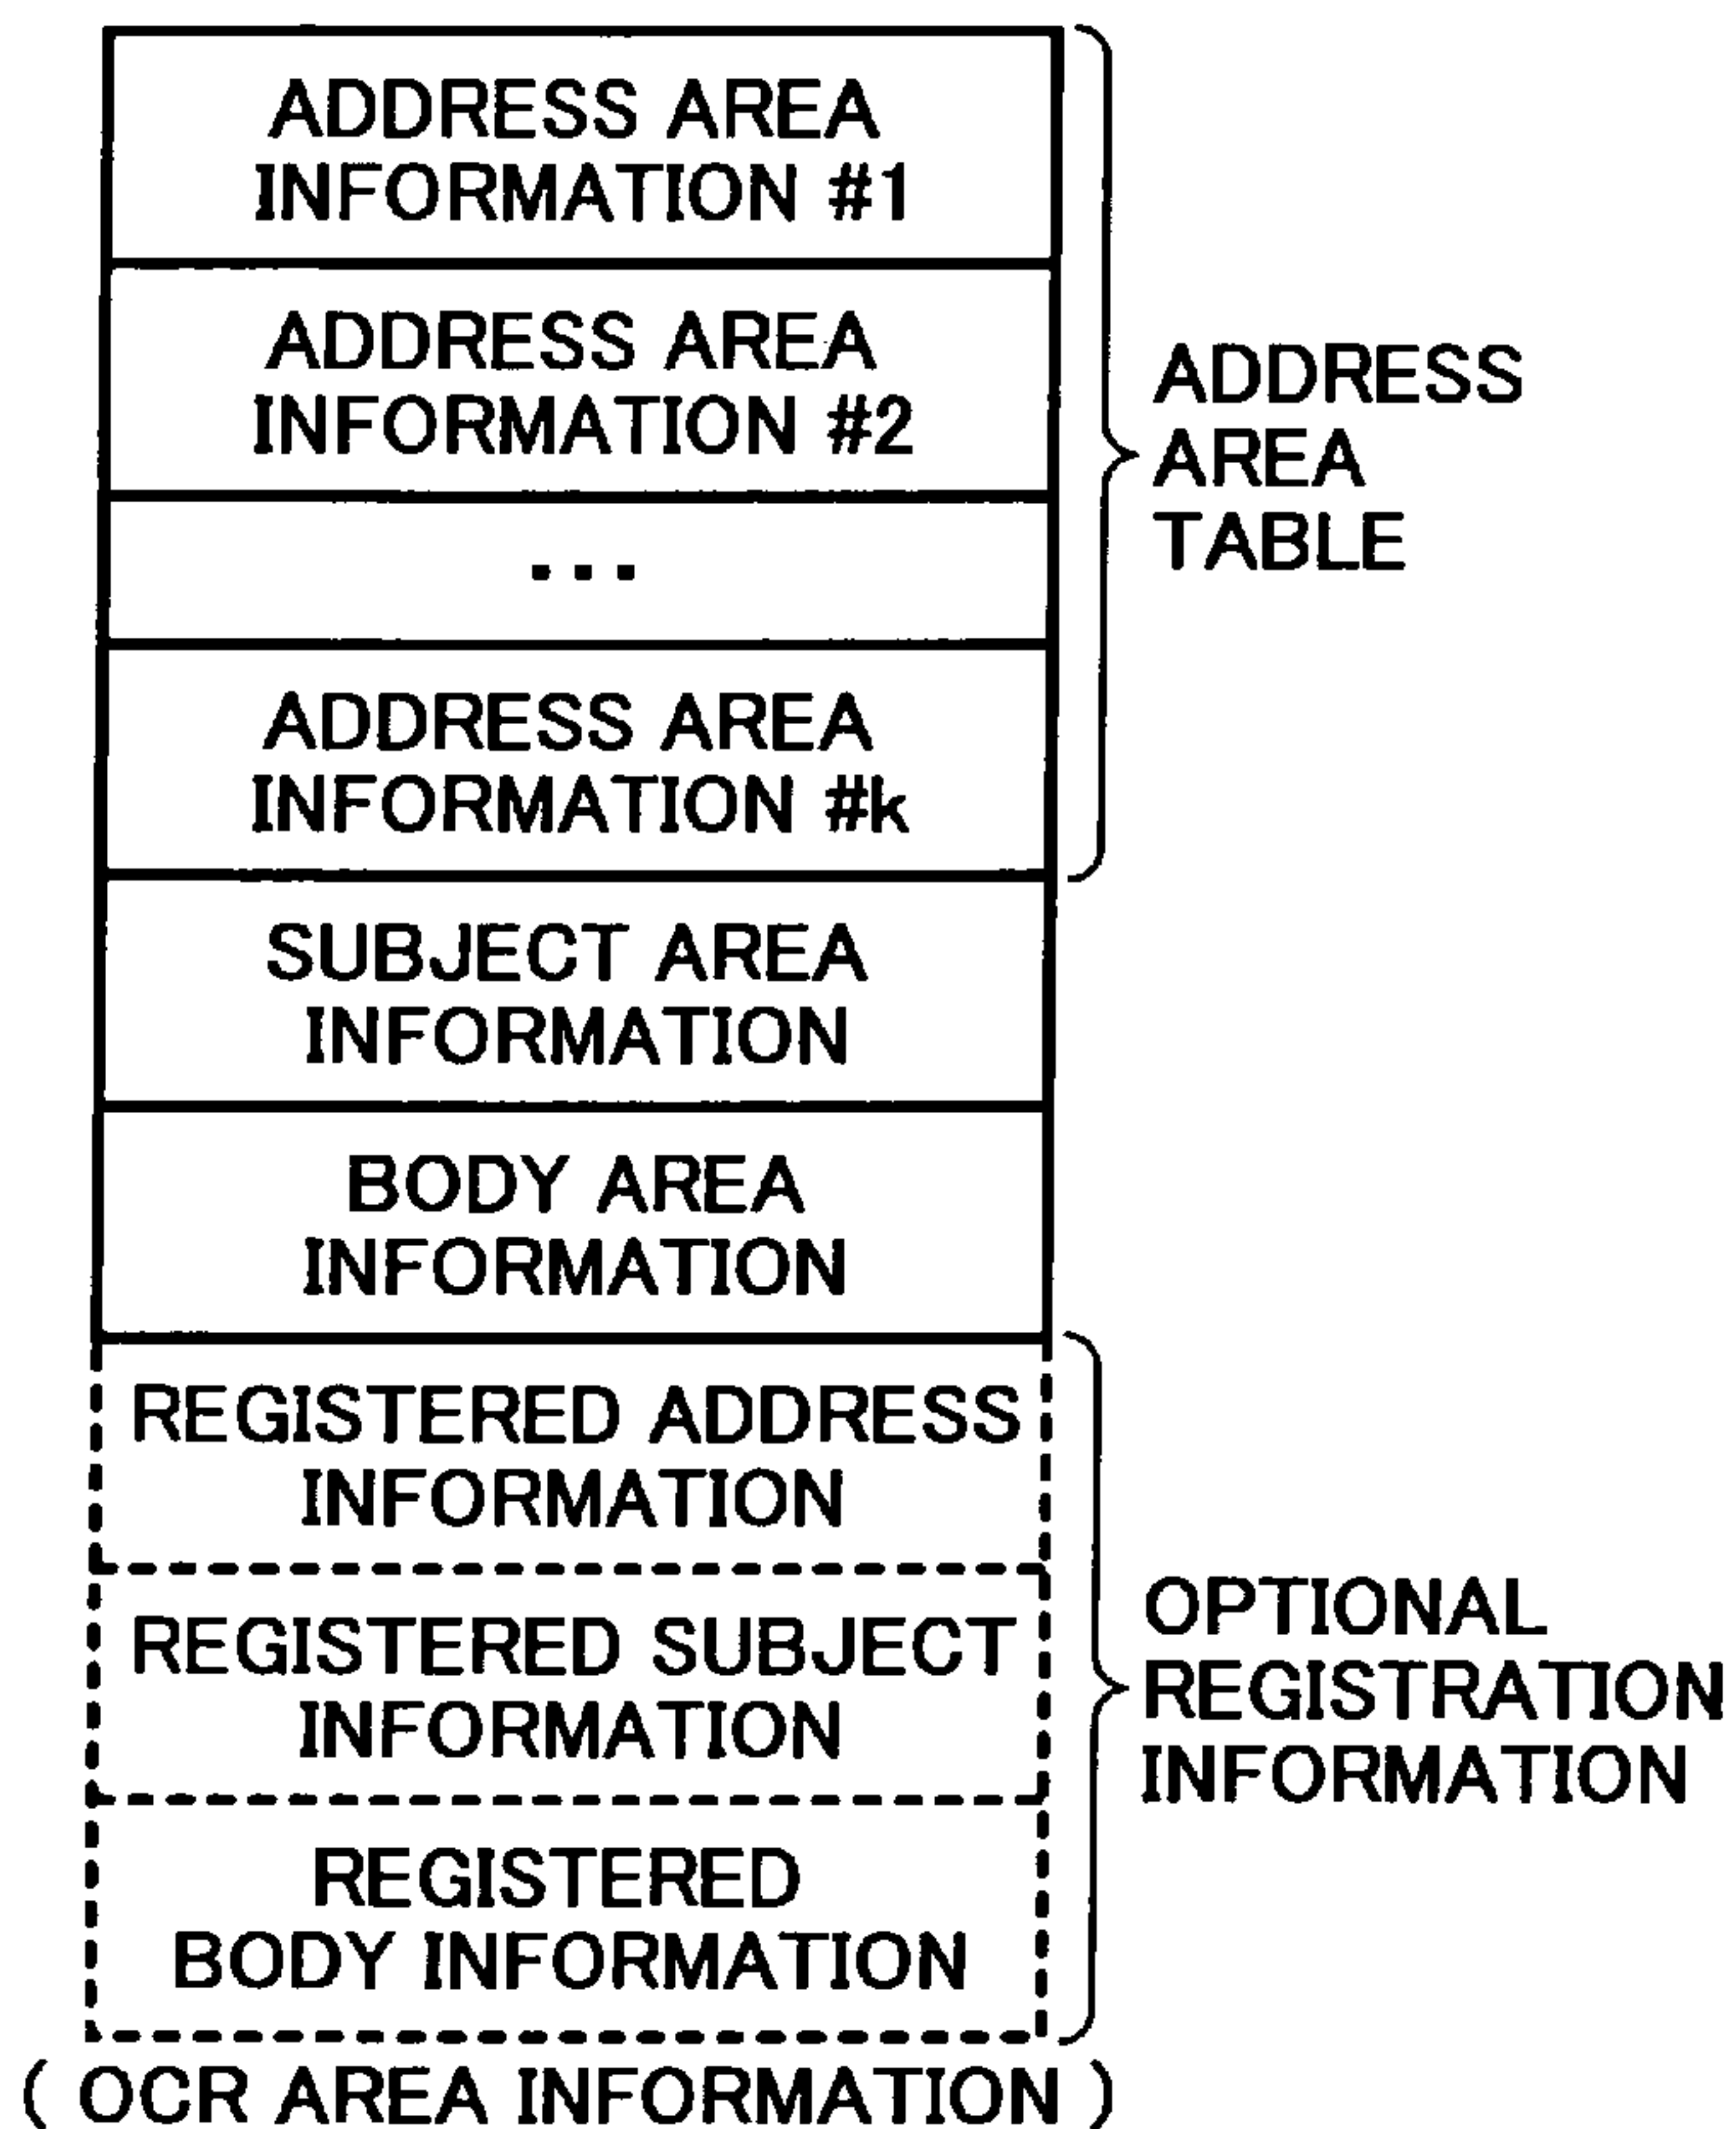 ADDRESS AREA
INFORMATION #1
ADDRESS AREA
INFORMATION #2
...
ADDRESS AREA
INFORMATION #k
ADDRESS
AREA
TABLE
SUBJECT AREA
INFORMATION
BODY AREA
INFORMATION
REGISTERED ADDRESS
INFORMATION
REGISTERED SUBJECT
INFORMATION
REGISTERED
BODY INFORMATION
OPTIONAL
REGISTRATION
INFORMATION
( OCR AREA INFORMATION )